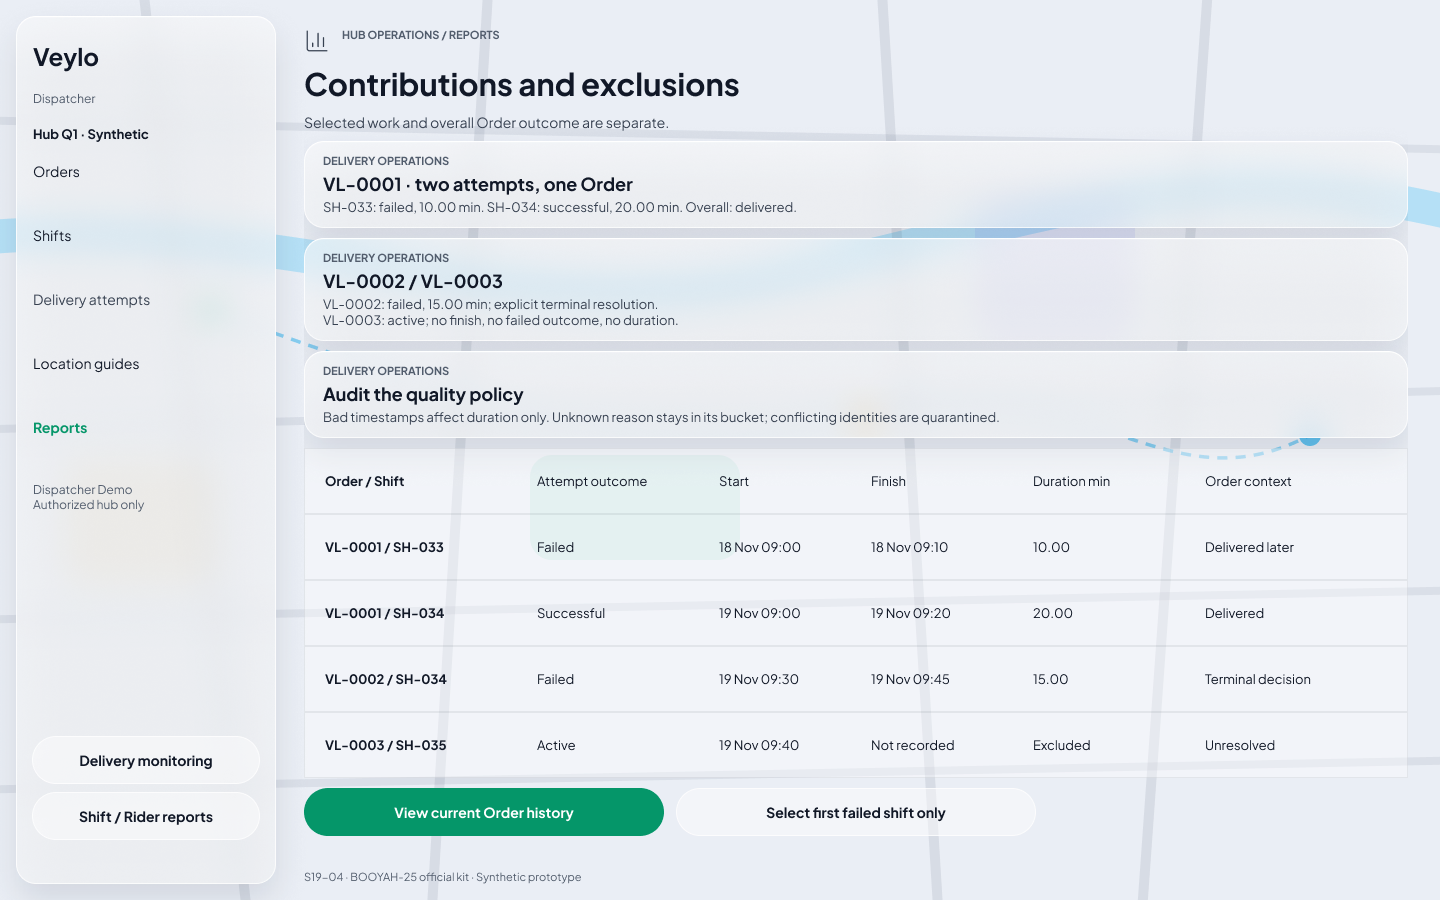 Veylo
Dispatcher
Hub Q1 · Synthetic
Orders
Shifts
Delivery attempts
Location guides
Reports
Dispatcher Demo
Authorized hub only
Delivery monitoring
Shift / Rider reports
HUB OPERATIONS / REPORTS
Contributions and exclusions
Selected work and overall Order outcome are separate.
DELIVERY OPERATIONS
VL-0001 · two attempts, one Order
SH-033: failed, 10.00 min. SH-034: successful, 20.00 min. Overall: delivered.
DELIVERY OPERATIONS
VL-0002 / VL-0003
VL-0002: failed, 15.00 min; explicit terminal resolution.
VL-0003: active; no finish, no failed outcome, no duration.
DELIVERY OPERATIONS
Audit the quality policy
Bad timestamps affect duration only. Unknown reason stays in its bucket; conflicting identities are quarantined.
Order / Shift Attempt outcome Start Finish Duration min Order context
VL-0001 / SH-033 Failed 18 Nov 09:00 18 Nov 09:10 10.00 Delivered later
VL-0001 / SH-034 Successful 19 Nov 09:00 19 Nov 09:20 20.00 Delivered
VL-0002 / SH-034 Failed 19 Nov 09:30 19 Nov 09:45 15.00 Terminal decision
VL-0003 / SH-035 Active 19 Nov 09:40 Not recorded Excluded Unresolved
View current Order history
Select first failed shift only
S19-04 · BOOYAH-25 official kit · Synthetic prototype